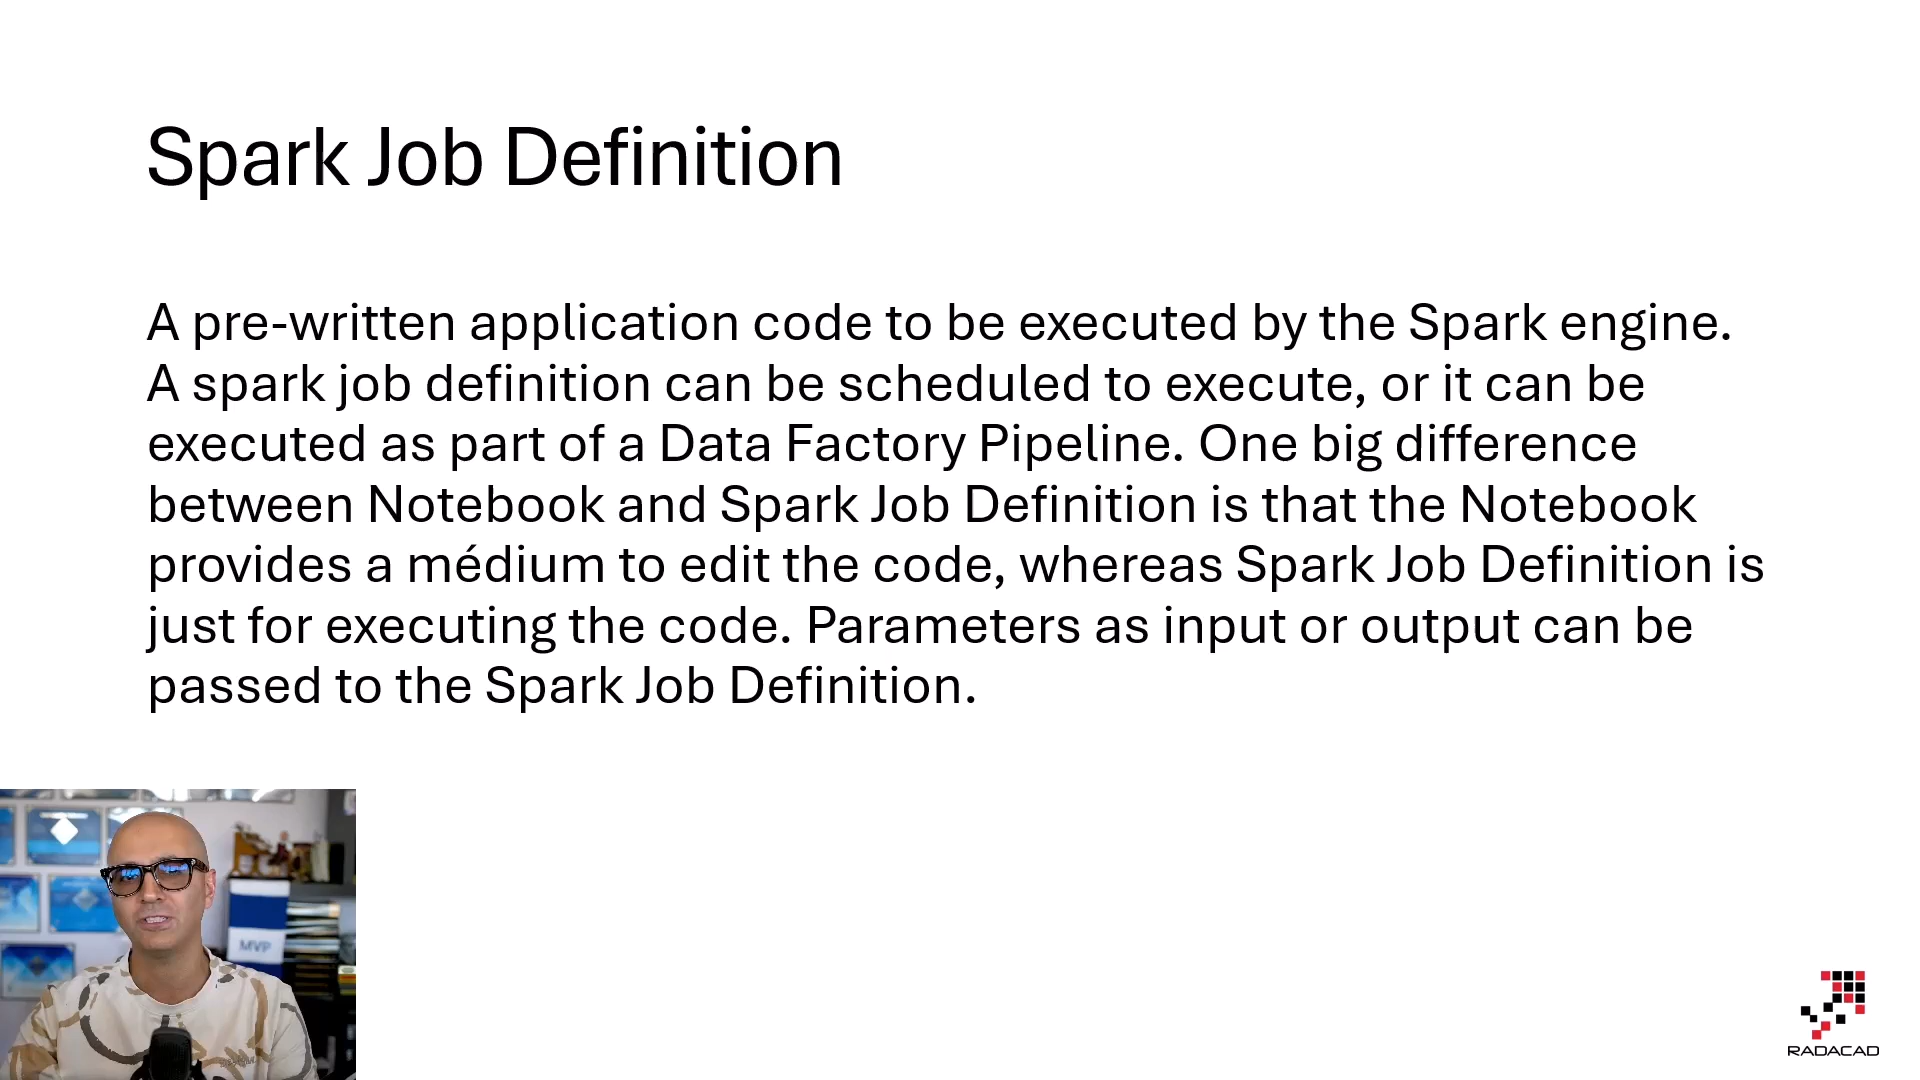 Spark Job Definition
A pre-written application code to be executed by the Spark engine.
A spark job definition can be scheduled to execute, or it can be
executed as part of a Data Factory Pipeline. One big difference
between Notebook and Spark Job Definition is that the Notebook
provides a médium to edit the code, whereas Spark Job Definition is
just for executing the code. Parameters as input or output can be
passed to the Spark Job Definition.
MVP
RADACAD